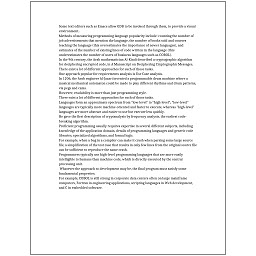 Some text editors such as Emacs allow GDB to be invoked through them, to provide a visual
environment.
Methods of measuring programming language popularity include: counting the number of
job advertisements that mention the language, the number of books sold and courses
teaching the language (this overestimates the importance of newer languages), and
estimates of the number of existing lines of code written in the language (this
underestimates the number of users of business languages such as COBOL).
In the 9th century, the Arab mathematician Al-Kindi described a cryptographic algorithm
for deciphering encrypted code, in A Manuscript on Deciphering Cryptographic Messages.
There exist a lot of different approaches for each of those tasks.
One approach popular for requirements analysis is Use Case analysis.
In 1206, the Arab engineer Al-Jazari invented a programmable drum machine where a
musical mechanical automaton could be made to play different rhythms and drum patterns,
via pegs and cams.
However, readability is more than just programming style.
There exist a lot of different approaches for each of those tasks.
Languages form an approximate spectrum from "low-level" to "high-level"; "low-level"
languages are typically more machine-oriented and faster to execute, whereas "high-level"
languages are more abstract and easier to use but execute less quickly.
He gave the first description of cryptanalysis by frequency analysis, the earliest code-
breaking algorithm.
Proficient programming usually requires expertise in several different subjects, including
knowledge of the application domain, details of programming languages and generic code
libraries, specialized algorithms, and formal logic.
For example, when a bug in a compiler can make it crash when parsing some large source
file, a simplification of the test case that results in only few lines from the original source file
can be sufficient to reproduce the same crash.
Programmers typically use high-level programming languages that are more easily
intelligible to humans than machine code, which is directly executed by the central
processing unit.
Whatever the approach to development may be, the final program must satisfy some
fundamental properties.
For example, COBOL is still strong in corporate data centers often on large mainframe
computers, Fortran in engineering applications, scripting languages in Web development,
and C in embedded software.